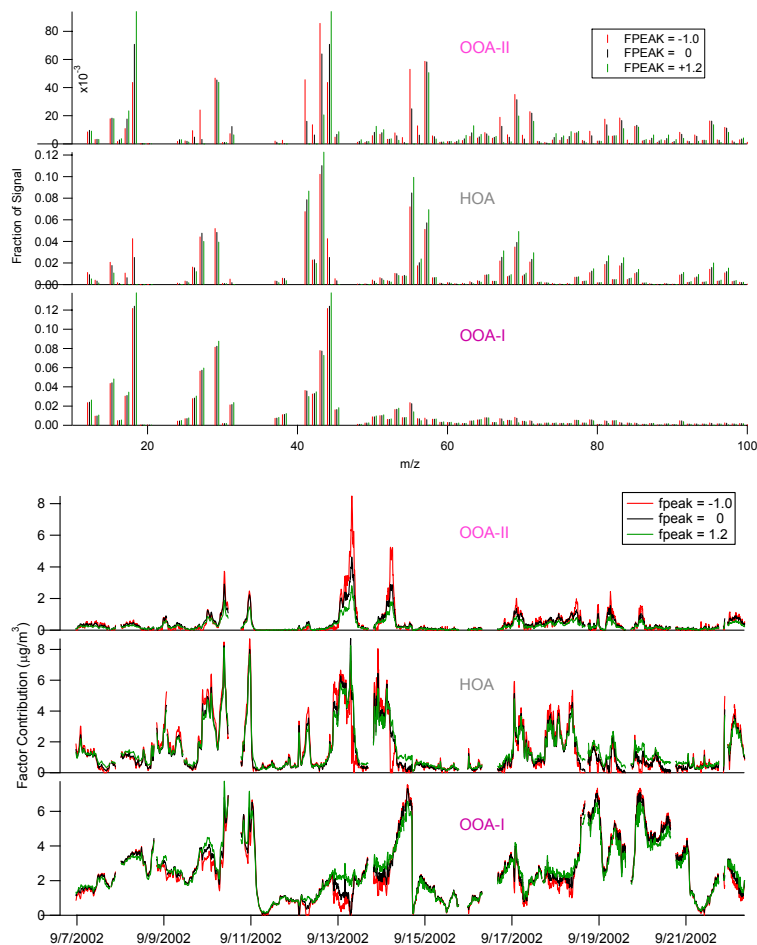 80
60
40
20
0
x10⁻³
OOA-II
FPEAK = -1.0
FPEAK = 0
FPEAK = +1.2
0.12
0.10
0.08
0.06
0.04
0.02
0.00
Fraction of Signal
HOA
0.12
0.10
0.08
0.06
0.04
0.02
0.00
OOA-I
20 40 60 80 100
m/z
8
6
4
2
0
OOA-II
fpeak = -1.0
fpeak = 0
fpeak = 1.2
8
6
4
2
0
Factor Contribution (µg/m³)
HOA
6
4
2
0
OOA-I
9/7/2002 9/9/2002 9/11/2002 9/13/2002 9/15/2002 9/17/2002 9/19/2002 9/21/2002